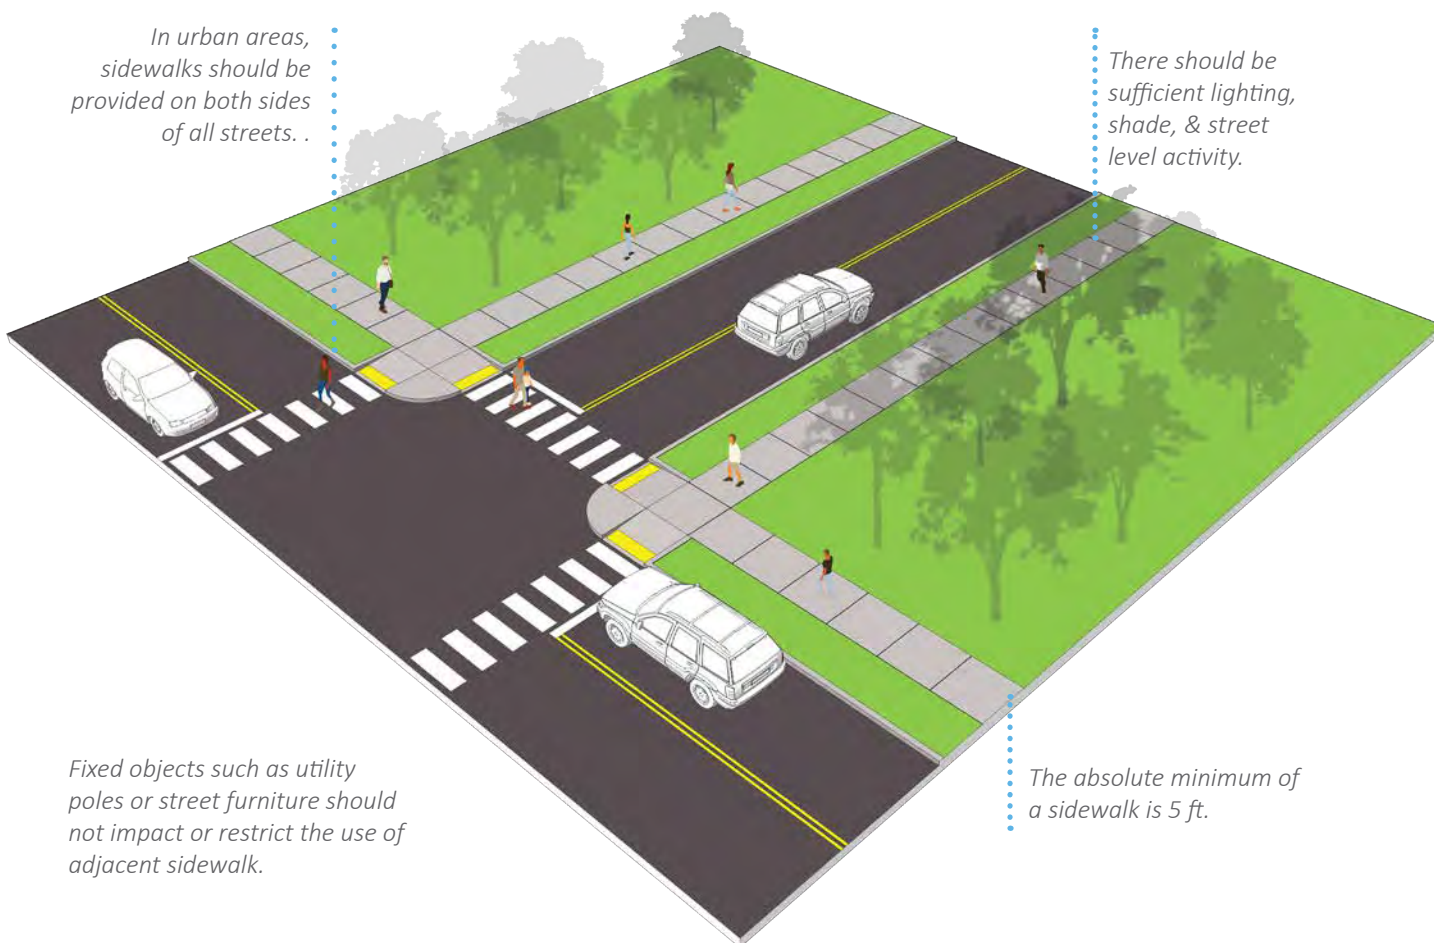 In urban areas,
sidewalks should be
provided on both sides
of all streets. .
There should be
sufficient lighting,
shade, & street
level activity.
Fixed objects such as utility
poles or street furniture should
not impact or restrict the use of
adjacent sidewalk.
The absolute minimum of
a sidewalk is 5 ft.